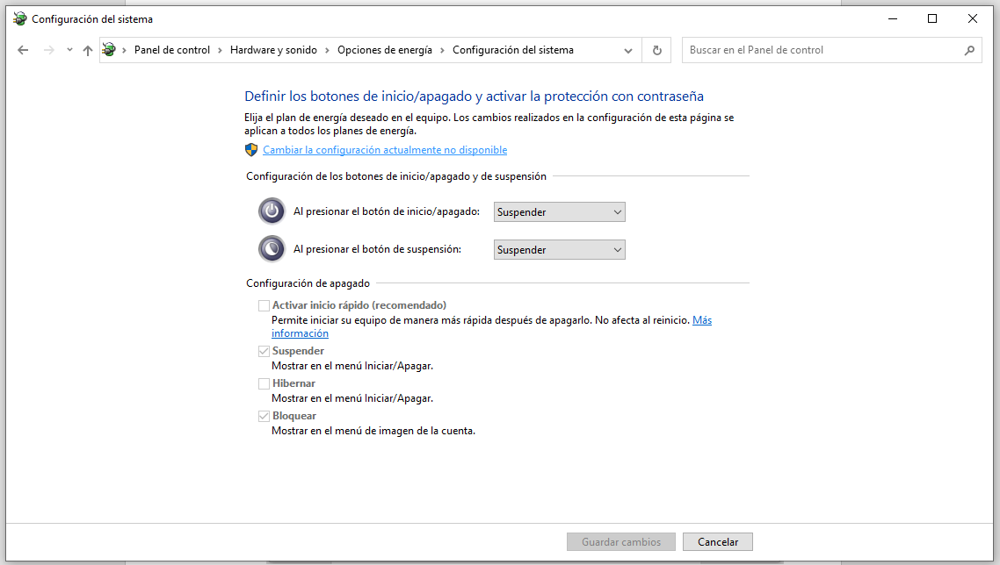 Configuración del sistema
Panel de control > Hardware y sonido > Opciones de energía > Configuración del sistema
Buscar en el Panel de control
Definir los botones de inicio/apagado y activar la protección con contraseña
Elija el plan de energía deseado en el equipo. Los cambios realizados en la configuración de esta página se
aplican a todos los planes de energía.
Cambiar la configuración actualmente no disponible
Configuración de los botones de inicio/apagado y de suspensión
Al presionar el botón de inicio/apagado: Suspender
Al presionar el botón de suspensión: Suspender
Configuración de apagado
Activar inicio rápido (recomendado)
Permite iniciar su equipo de manera más rápida después de apagarlo. No afecta al reinicio. Más
información
Suspender
Mostrar en el menú Iniciar/Apagar.
Hibernar
Mostrar en el menú Iniciar/Apagar.
Bloquear
Mostrar en el menú de imagen de la cuenta.
Guardar cambios Cancelar